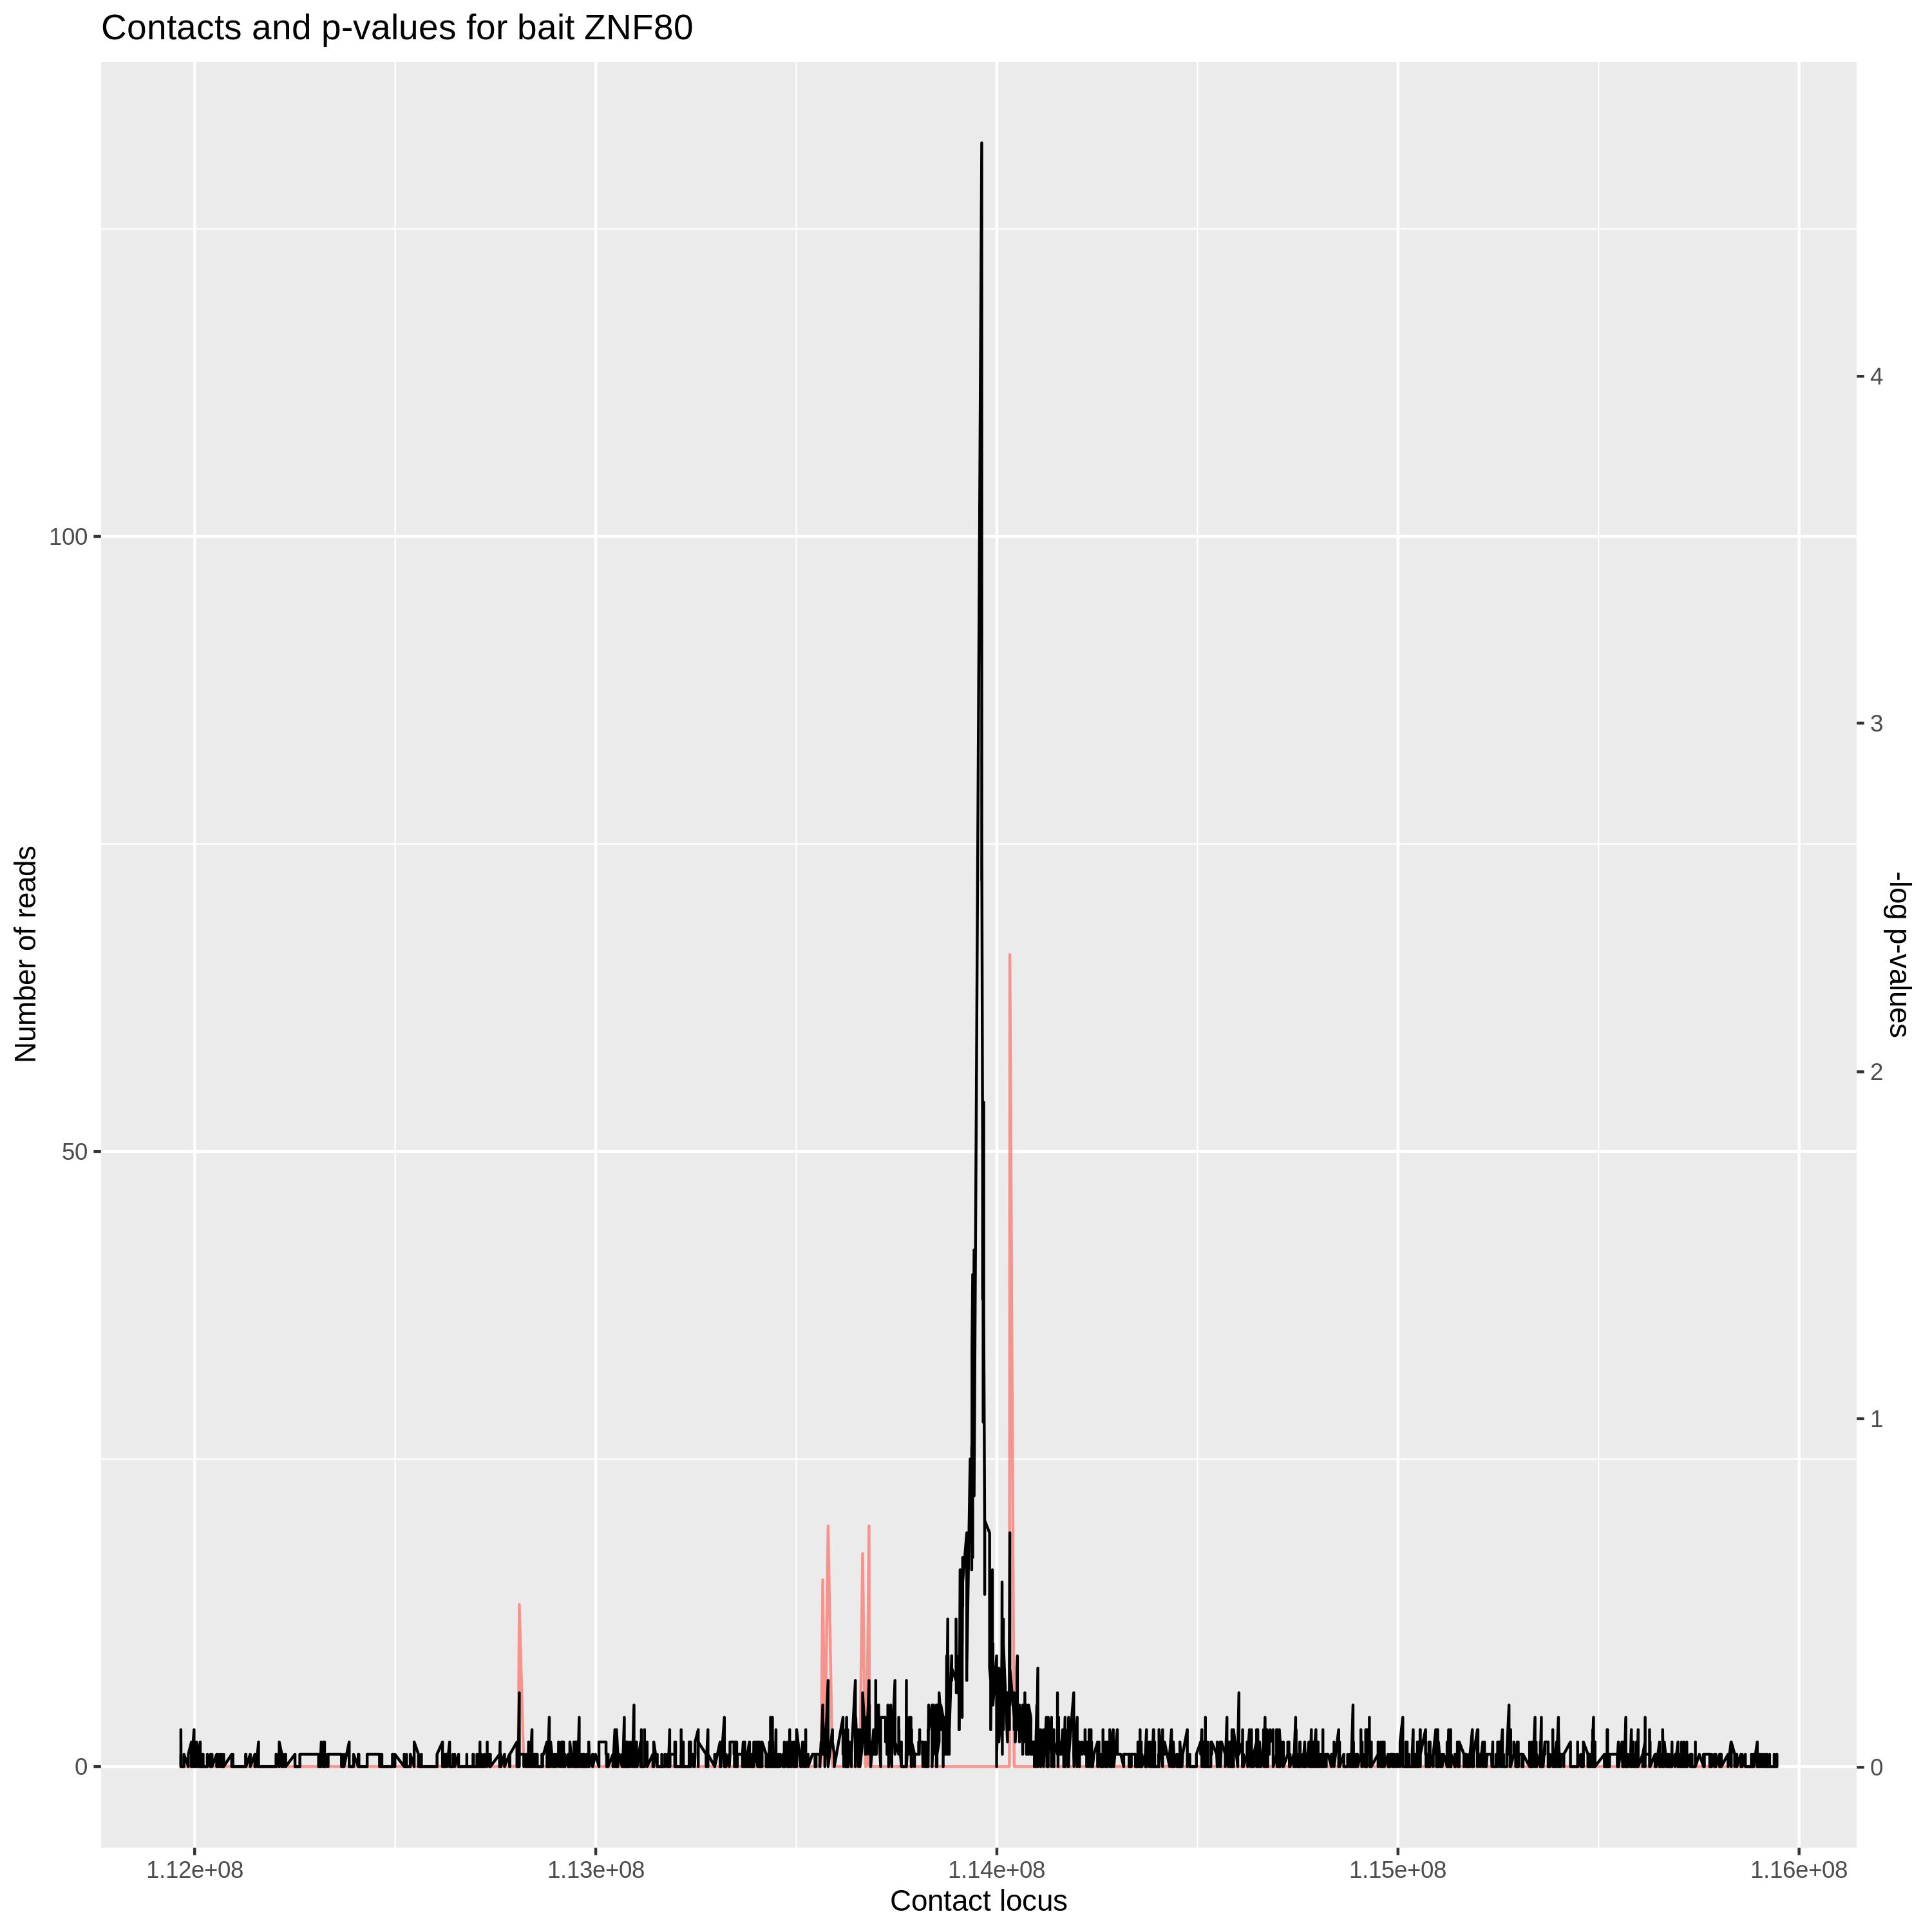 Contacts and p-values for bait ZNF80
Number of reads
100
50
0
4
3
2
1
0
-log p-values
1.12e+08
1.13e+08
1.14e+08
1.15e+08
1.16e+08
Contact locus